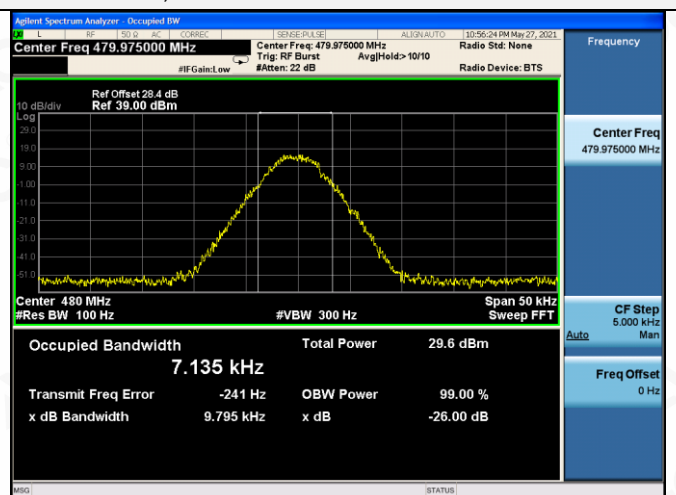 Agilent Spectrum Analyzer - Occupied BW
L RF 50 Ω AC CORREC SENSE:PULSE ALIGN AUTO 10:56:24 PM May 27, 2021
Center Freq 479.975000 MHz Center Freq: 479.975000 MHz Radio Std: None
Trig: RF Burst Avg|Hold:> 10/10
#IFGain:Low #Atten: 22 dB Radio Device: BTS
Frequency
Ref Offset 28.4 dB
10 dB/div Ref 39.00 dBm
Log
29.0
19.0
9.00
-1.00
-11.0
-21.0
-31.0
-41.0
-51.0
Center Freq
479.975000 MHz
Center 480 MHz Span 50 kHz
#Res BW 100 Hz #VBW 300 Hz Sweep FFT
CF Step
5.000 kHz
Auto Man
Occupied Bandwidth Total Power 29.6 dBm
7.135 kHz
Transmit Freq Error -241 Hz OBW Power 99.00 %
x dB Bandwidth 9.795 kHz x dB -26.00 dB
Freq Offset
0 Hz
MSG STATUS